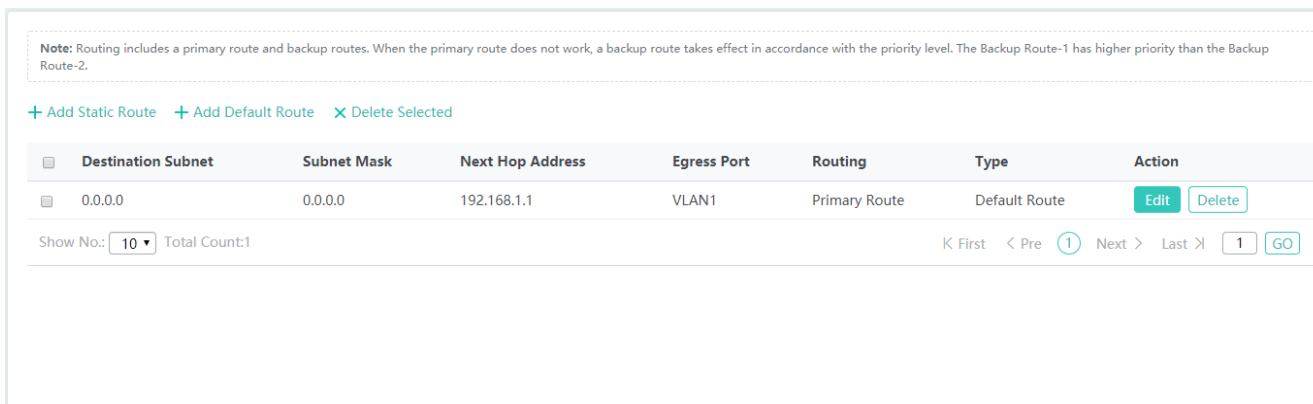 Note: Routing includes a primary route and backup routes. When the primary route does not work, a backup route takes effect in accordance with the priority level. The Backup Route-1 has higher priority than the Backup
Route-2.
Add Static Route Add Default Route Delete Selected
Destination Subnet Subnet Mask Next Hop Address Egress Port Routing Type Action
0.0.0.0 0.0.0.0 192.168.1.1 VLAN1 Primary Route Default Route Edit Delete
Show No.: 10 Total Count:1 First Pre 1 Next Last 1 GO